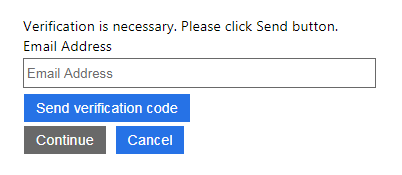 Verification is necessary. Please click Send button.
Email Address
Email Address
Send verification code
Continue Cancel